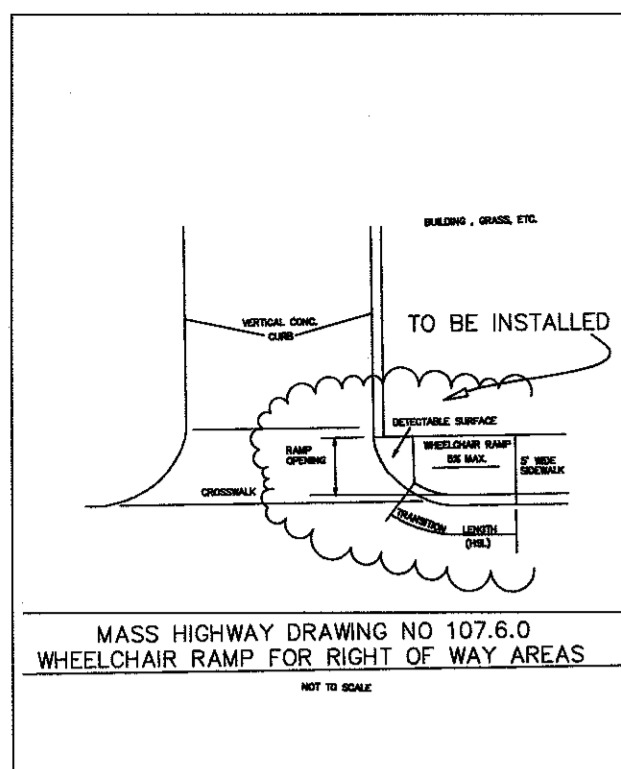 BUILDING , GRASS, ETC.
VERTICAL CONC.
CURB
TO BE INSTALLED
DETECTABLE SURFACE
RAMP
OPENING
WHEELCHAIR RAMP
5% MAX.
5' WIDE
SIDEWALK
CROSSWALK
TRANSITION LENGTH
(HSL)
MASS HIGHWAY DRAWING NO 107.6.0
WHEELCHAIR RAMP FOR RIGHT OF WAY AREAS
NOT TO SCALE